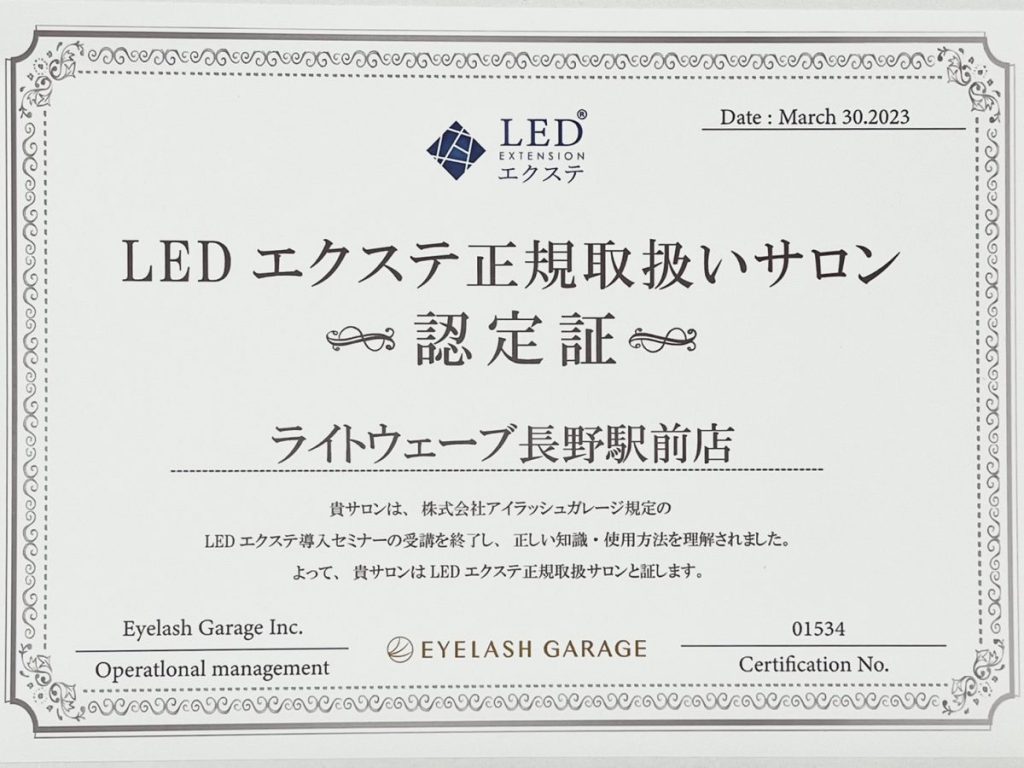 Date : March 30.2023
LED®
EXTENSION
エクステ
LED エクステ正規取扱いサロン
認定証
ライトウェーブ長野駅前店
貴サロンは、株式会社アイラッシュガレージ規定の
LED エクステ導入セミナーの受講を終了し、正しい知識・使用方法を理解されました。
よって、貴サロンは LED エクステ正規取扱サロンと証します。
Eyelash Garage Inc.
Operatlonal management
EYELASH GARAGE
01534
Certification No.